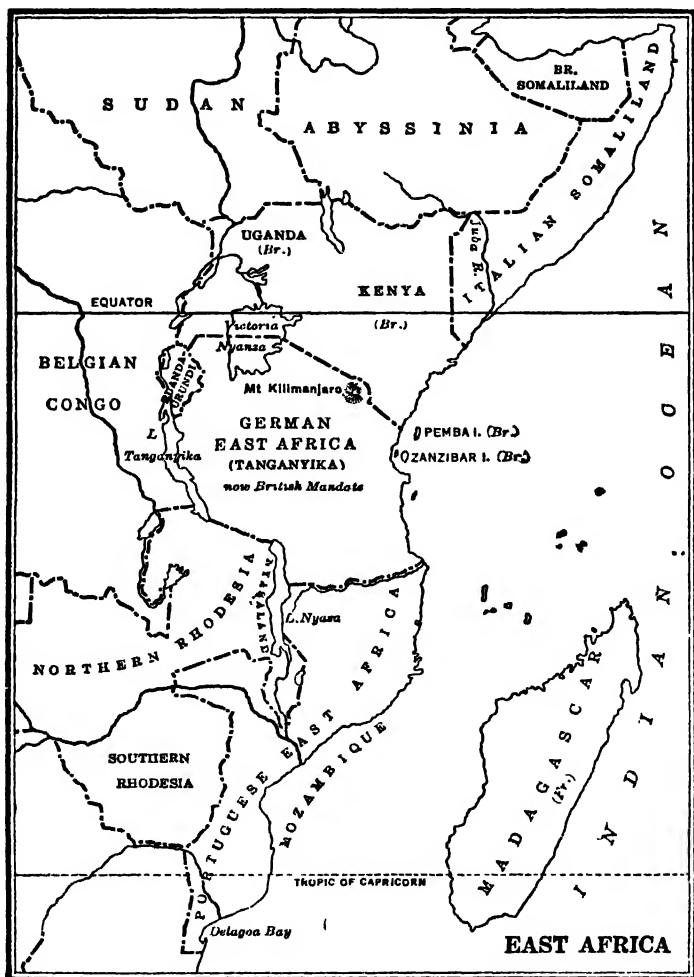 SUDAN
BR.
SOMALILAND
ABYSSINIA
ITALIAN SOMALILAND
Juba R.
UGANDA
(Br.)
KENYA
(Br.)
EQUATOR
Victoria
Nyanza
BELGIAN
CONGO
RUANDA
URUNDI
Mt Kilimanjaro
GERMAN
EAST AFRICA
(TANGANYIKA)
now British Mandate
L
Tanganyika
PEMBA I. (Br.)
ZANZIBAR I. (Br.)
INDIAN OCEAN
NORTHERN RHODESIA
NYASALAND
L. Nyasa
PORTUGUESE EAST AFRICA
MOZAMBIQUE
MADAGASCAR
(Fr.)
SOUTHERN
RHODESIA
TROPIC OF CAPRICORN
Delagoa Bay
EAST AFRICA